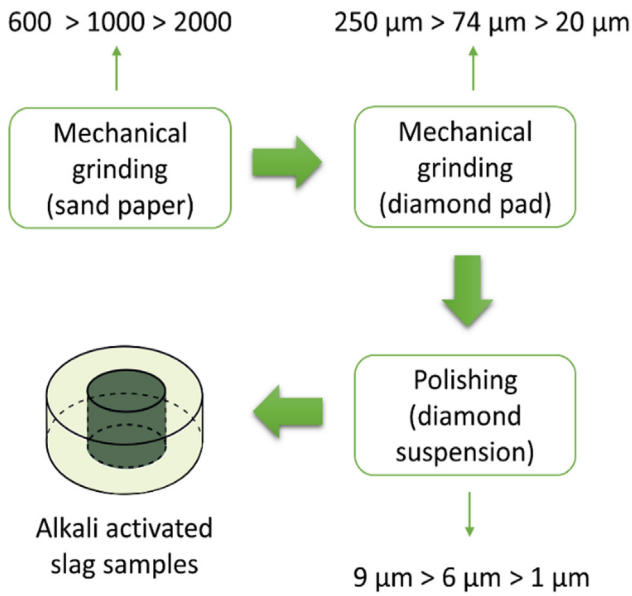 600 > 1000 > 2000
250 µm > 74 µm > 20 µm
Mechanical
grinding
(sand paper)
Mechanical
grinding
(diamond pad)
Polishing
(diamond
suspension)
Alkali activated
slag samples
9 µm > 6 µm > 1 µm